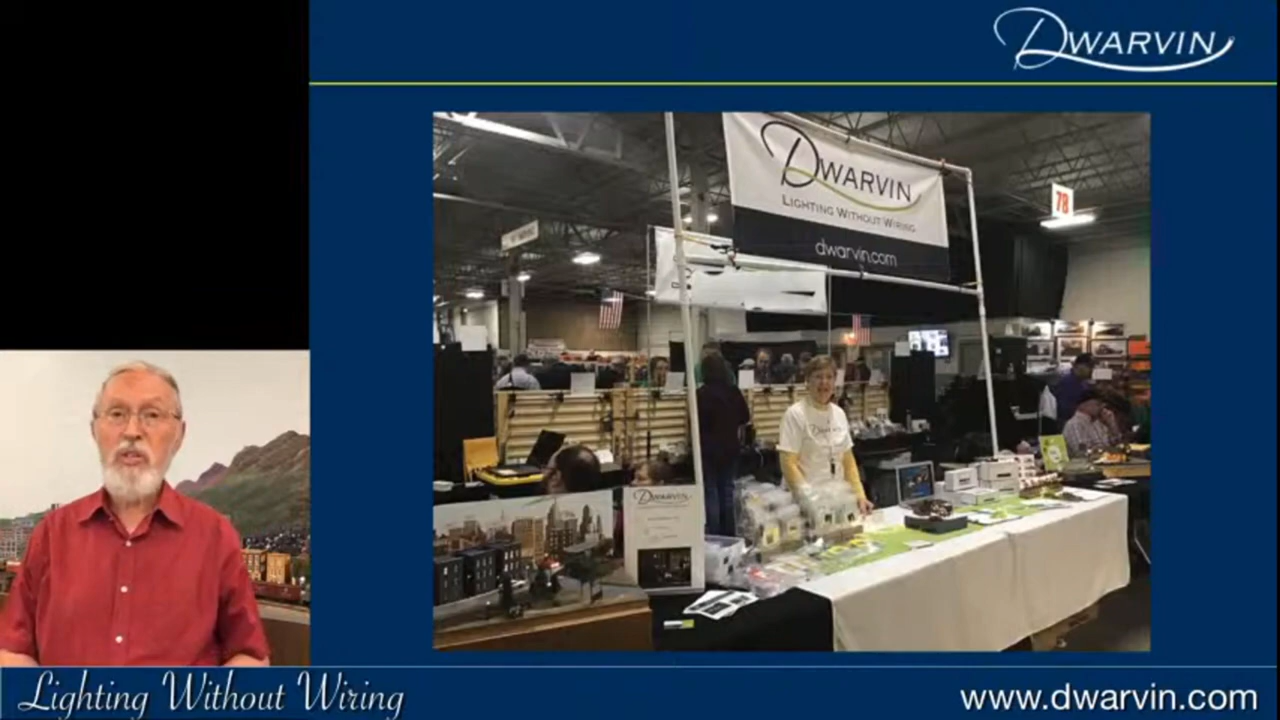 DWARVIN
DWARVIN
LIGHTING WITHOUT WIRING
dwarvin.com
78
DWARVIN
Lighting Without Wiring
www.dwarvin.com